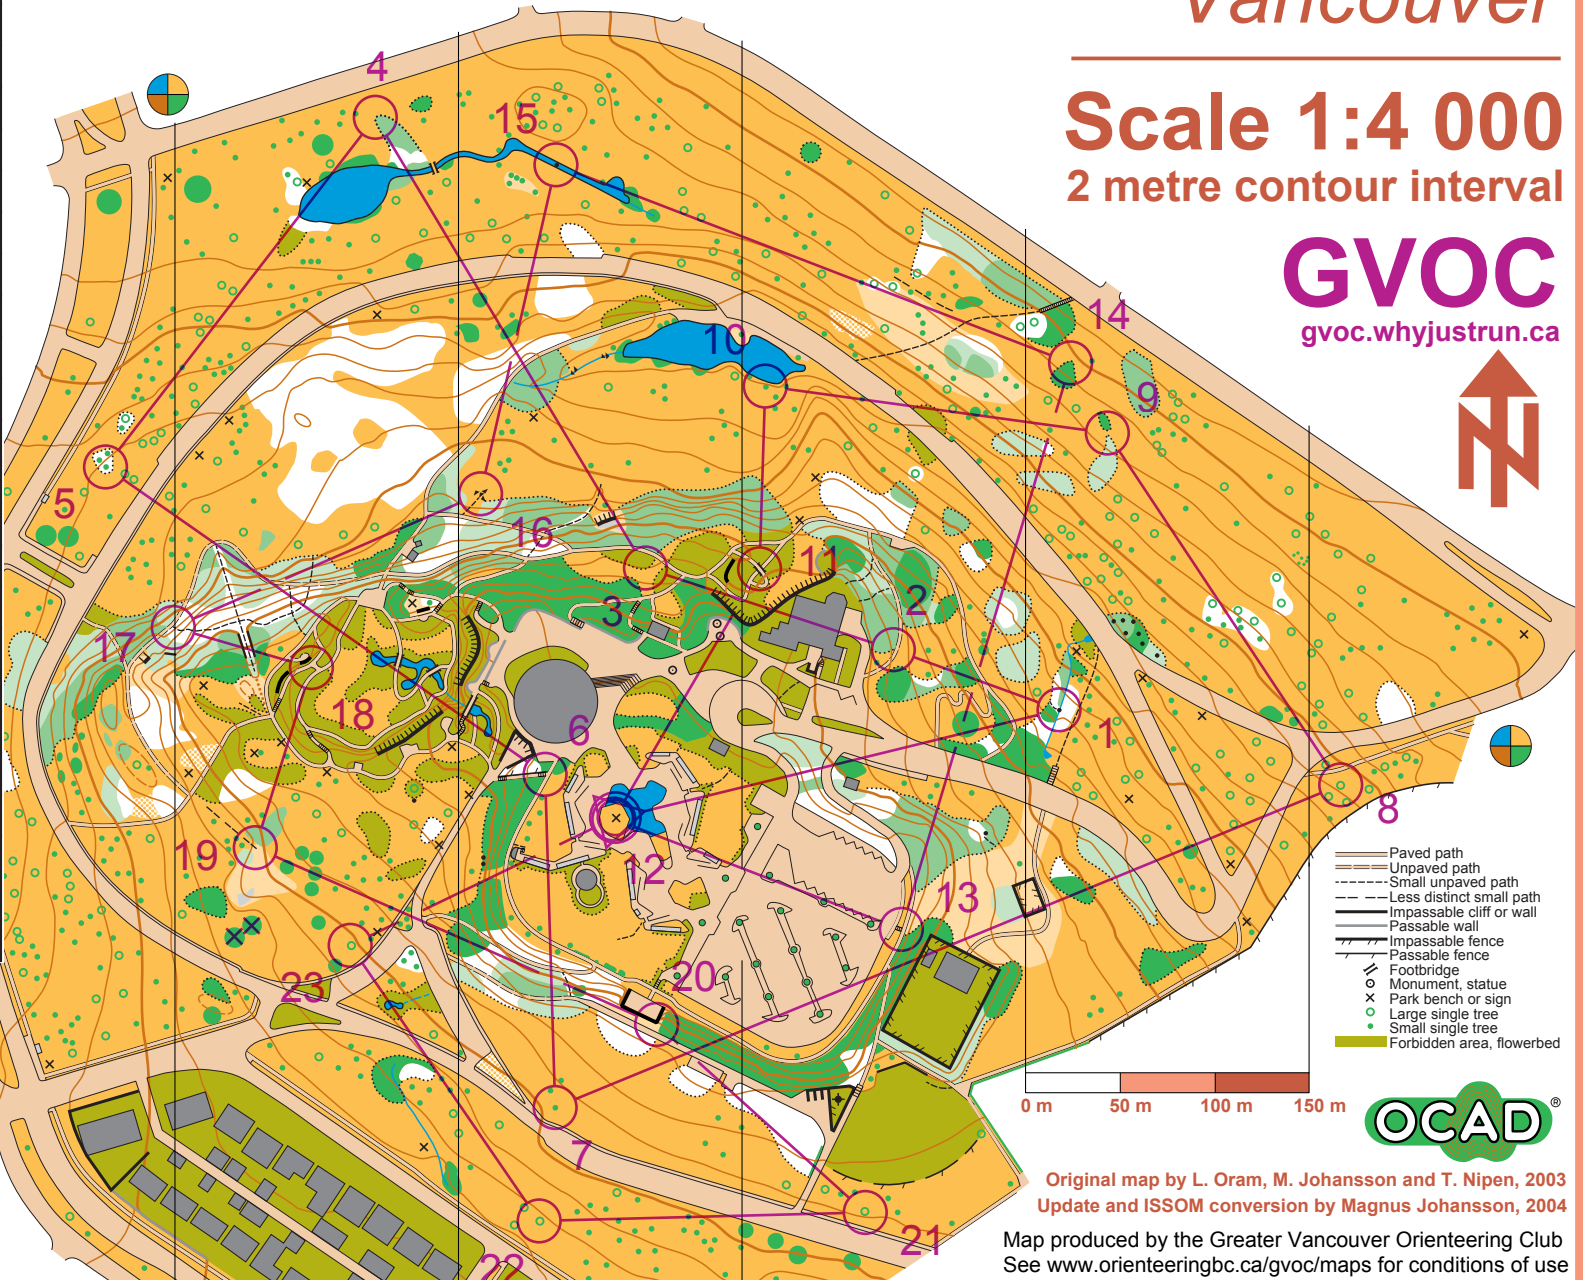 Vancouver
Scale 1:4 000
2 metre contour interval
GVOC
gvoc.whyjustrun.ca
N
4
15
14
10
9
5
16
11
3
2
17
18
6
1
8
19
12
13
20
23
7
21
22
Paved path
Unpaved path
Small unpaved path
Less distinct small path
Impassable cliff or wall
Passable wall
Impassable fence
Passable fence
Footbridge
Monument, statue
Park bench or sign
Large single tree
Small single tree
Forbidden area, flowerbed
0 m 50 m 100 m 150 m
OCAD®
Original map by L. Oram, M. Johansson and T. Nipen, 2003
Update and ISSOM conversion by Magnus Johansson, 2004
Map produced by the Greater Vancouver Orienteering Club
See www.orienteeringbc.ca/gvoc/maps for conditions of use